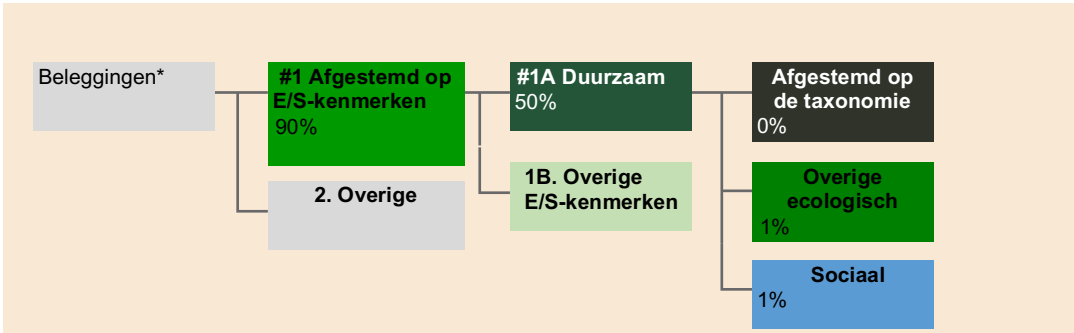 Beleggingen*
#1 Afgestemd op
E/S-kenmerken
90%
2. Overige
#1A Duurzaam
50%
1B. Overige
E/S-kenmerken
Afgestemd op
de taxonomie
0%
Overige
ecologisch
1%
Sociaal
1%